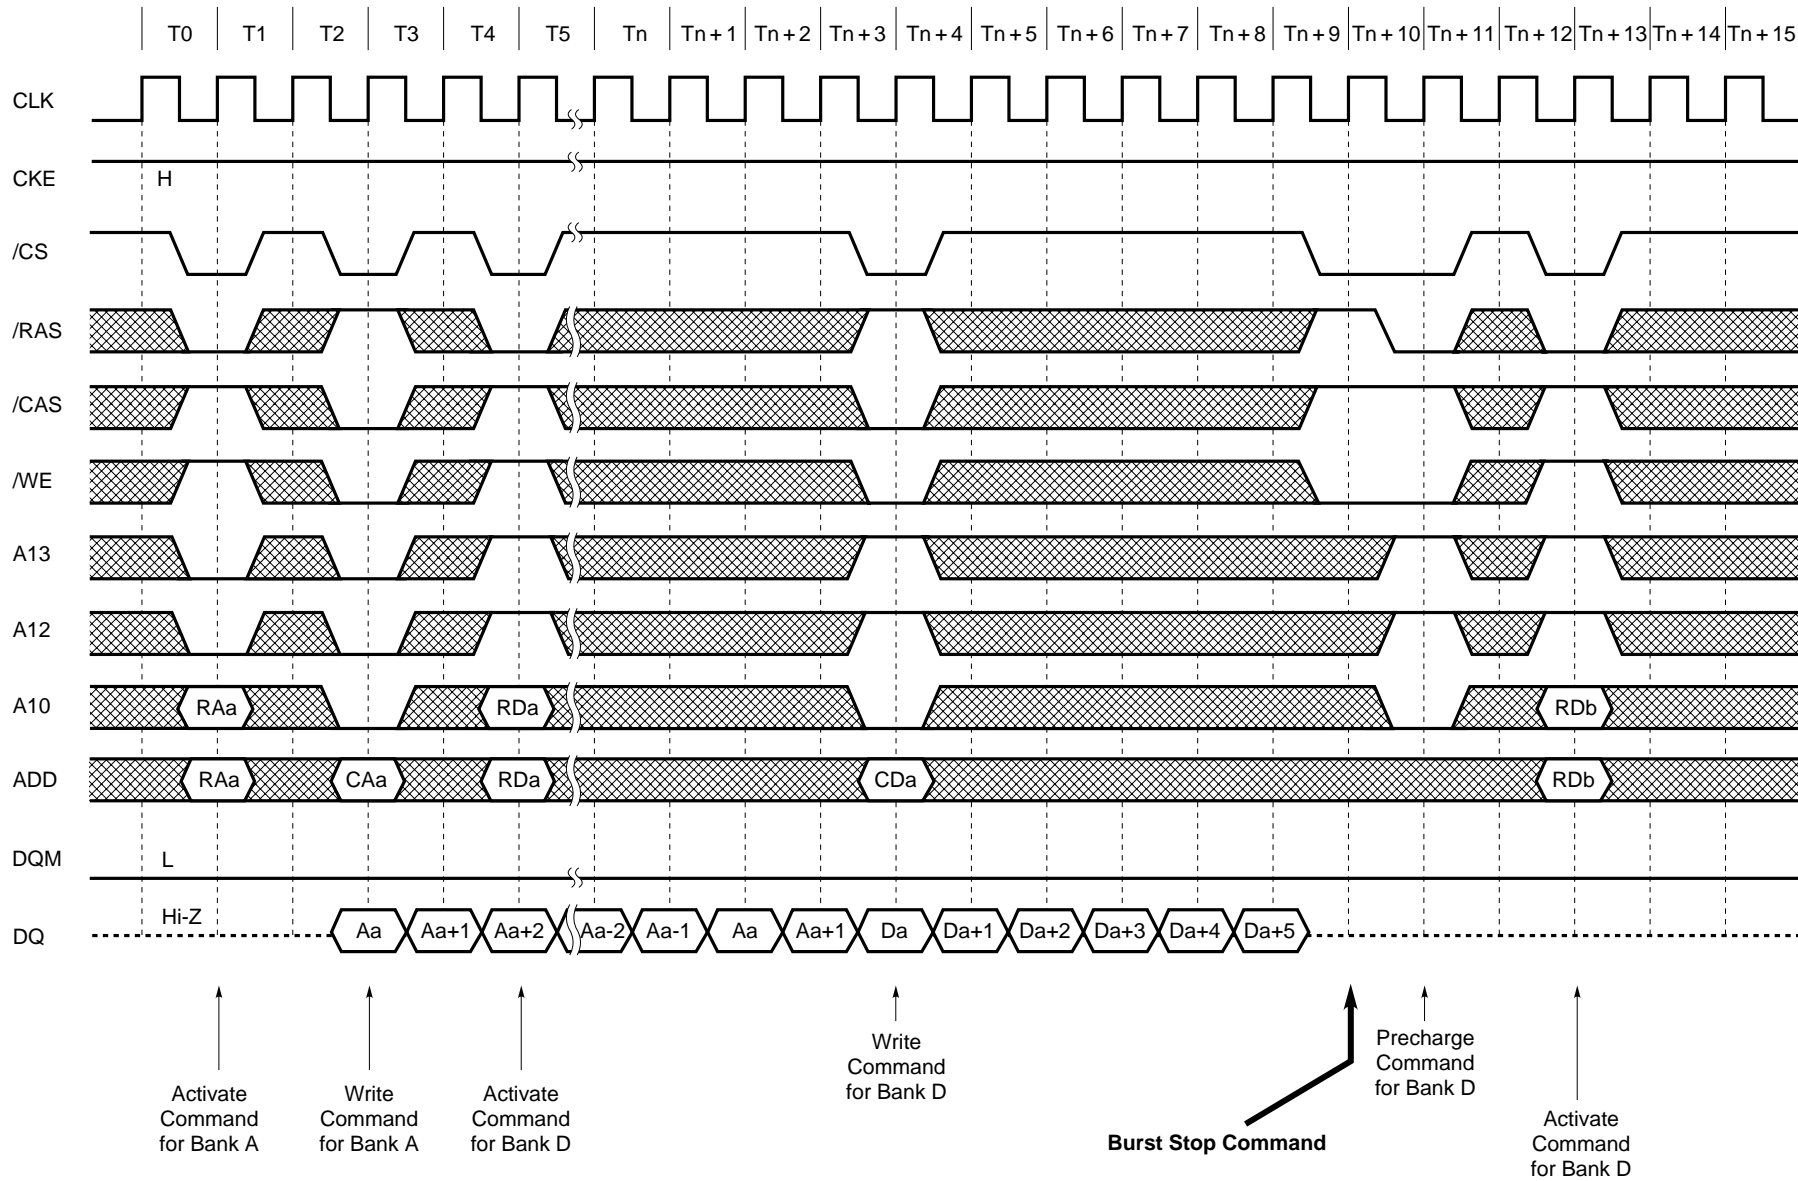 T0 T1 T2 T3 T4 T5 Tn Tn + 1 Tn + 2 Tn + 3 Tn + 4 Tn + 5 Tn + 6 Tn + 7 Tn + 8 Tn + 9 Tn + 10 Tn + 11 Tn + 12 Tn + 13 Tn + 14 Tn + 15
CLK
CKE H
/CS
/RAS
/CAS
/WE
A13
A12
A10 RAa RDa RDb
ADD RAa CAa RDa CDa RDb
DQM L
DQ Hi-Z Aa Aa+1 Aa+2 Aa-2 Aa-1 Aa Aa+1 Da Da+1 Da+2 Da+3 Da+4 Da+5
Activate
Command
for Bank A
Write
Command
for Bank A
Activate
Command
for Bank D
Write
Command
for Bank D
Burst Stop Command
Precharge
Command
for Bank D
Activate
Command
for Bank D